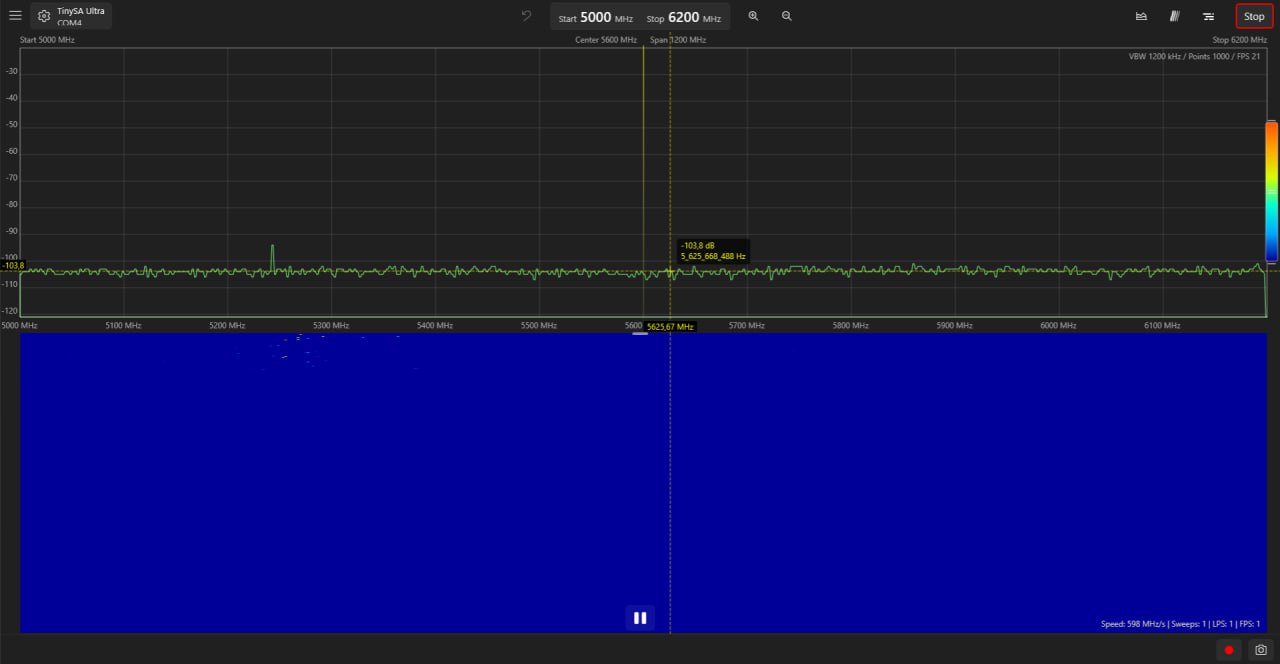 TinySA Ultra
COM4
Start 5000 MHz Stop 6200 MHz
Stop
Start 5000 MHz
Center 5600 MHz
Span 1200 MHz
Stop 6200 MHz
VBW 1200 kHz / Points 1000 / FPS 21
-30
-40
-50
-60
-70
-80
-90
-100
-103,8
-110
-120
-103,8 dB
5_625_668_488 Hz
5000 MHz
5100 MHz
5200 MHz
5300 MHz
5400 MHz
5500 MHz
5600
5625,67 MHz
5700 MHz
5800 MHz
5900 MHz
6000 MHz
6100 MHz
Speed: 598 MHz/s | Sweeps: 1 | LPS: 1 | FPS: 1